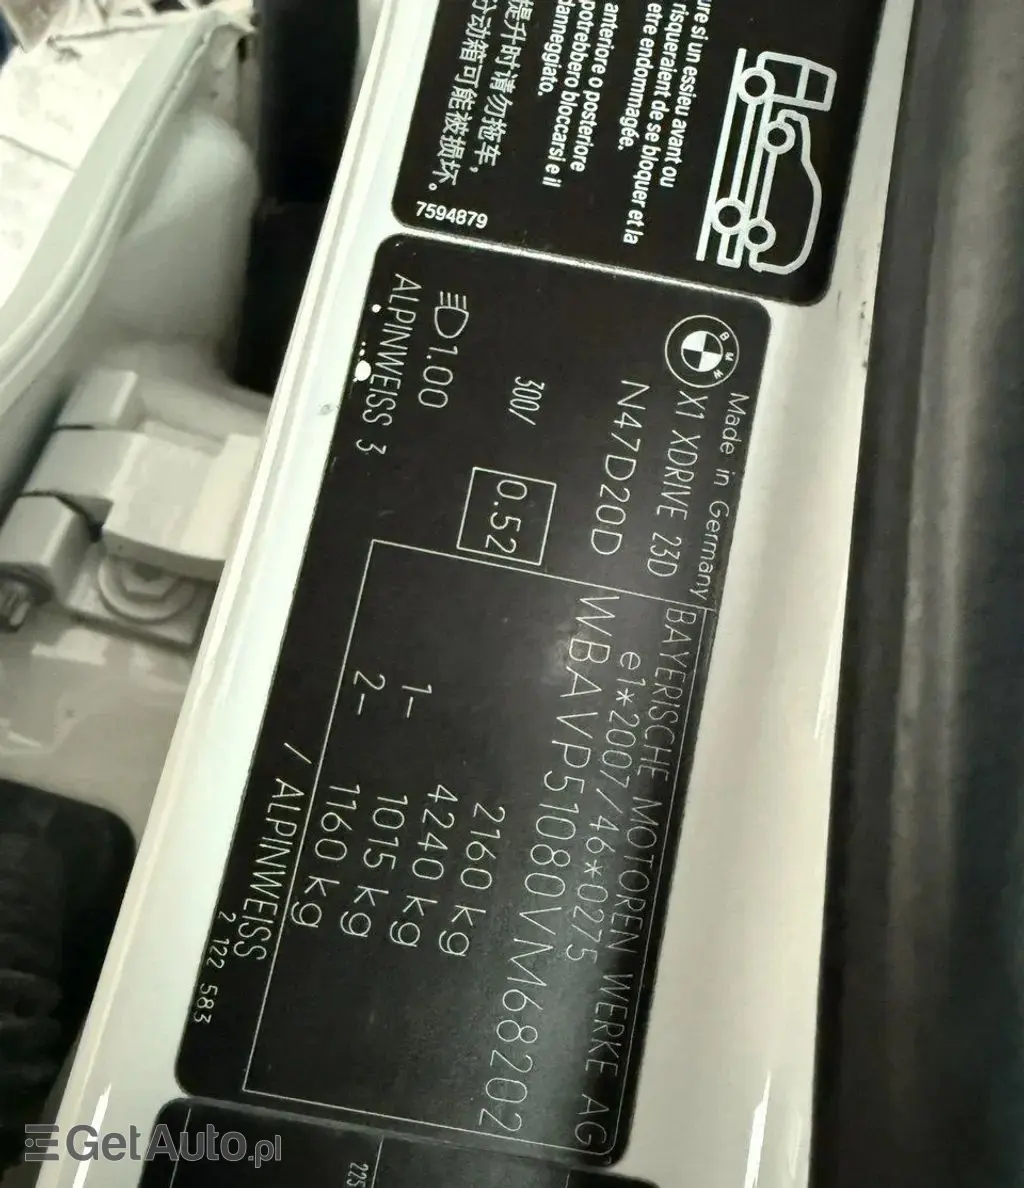 ure si un essieu avant ou
risqueraient de se bloquer et la
etre endommagée.
anteriore o posteriore
potrebbero bloccarsi e il
danneggiato.
提升时请勿拖车，
分动箱可能被损坏。
7594879
Made in Germany
BMW
X1 XDRIVE 23D
N47D20D
300/
0.52
1.00
ALPINWEISS 3
BAYERISCHE MOTOREN WERKE AG
e1*2007/46*0275
WBAVP51080VM68202
2160 kg
4240 kg
1- 1015 kg
2- 1160 kg
/ ALPINWEISS
2 122 583
225
GetAuto.pl